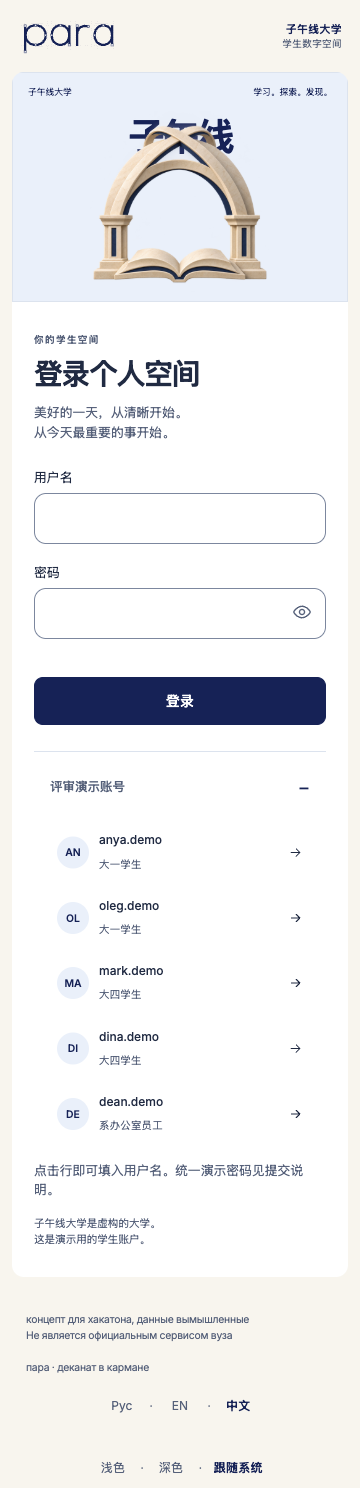 para
子午线大学
学生数字空间
子午线大学
学习。探索。发现。
子午线
你的学生空间
登录个人空间
美好的一天，从清晰开始。
从今天最重要的事开始。
用户名
密码
登录
评审演示账号
AN
anya.demo
大一学生
OL
oleg.demo
大一学生
MA
mark.demo
大四学生
DI
dina.demo
大四学生
DE
dean.demo
系办公室员工
点击行即可填入用户名。统一演示密码见提交说
明。
子午线大学是虚构的大学。
这是演示用的学生账户。
концепт для хакатона, данные вымышленные
Не является официальным сервисом вуза
пара · деканат в кармане
Рус · EN · 中文
浅色 · 深色 · 跟随系统